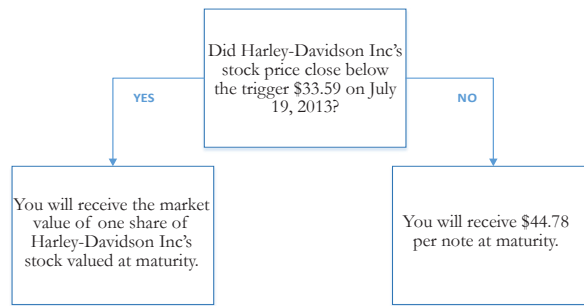 Did Harley-Davidson Inc's
stock price close below
the trigger $33.59 on July
19, 2013?
YES
NO
You will receive the market
value of one share of
Harley-Davidson Inc's
stock valued at maturity.
You will receive $44.78
per note at maturity.